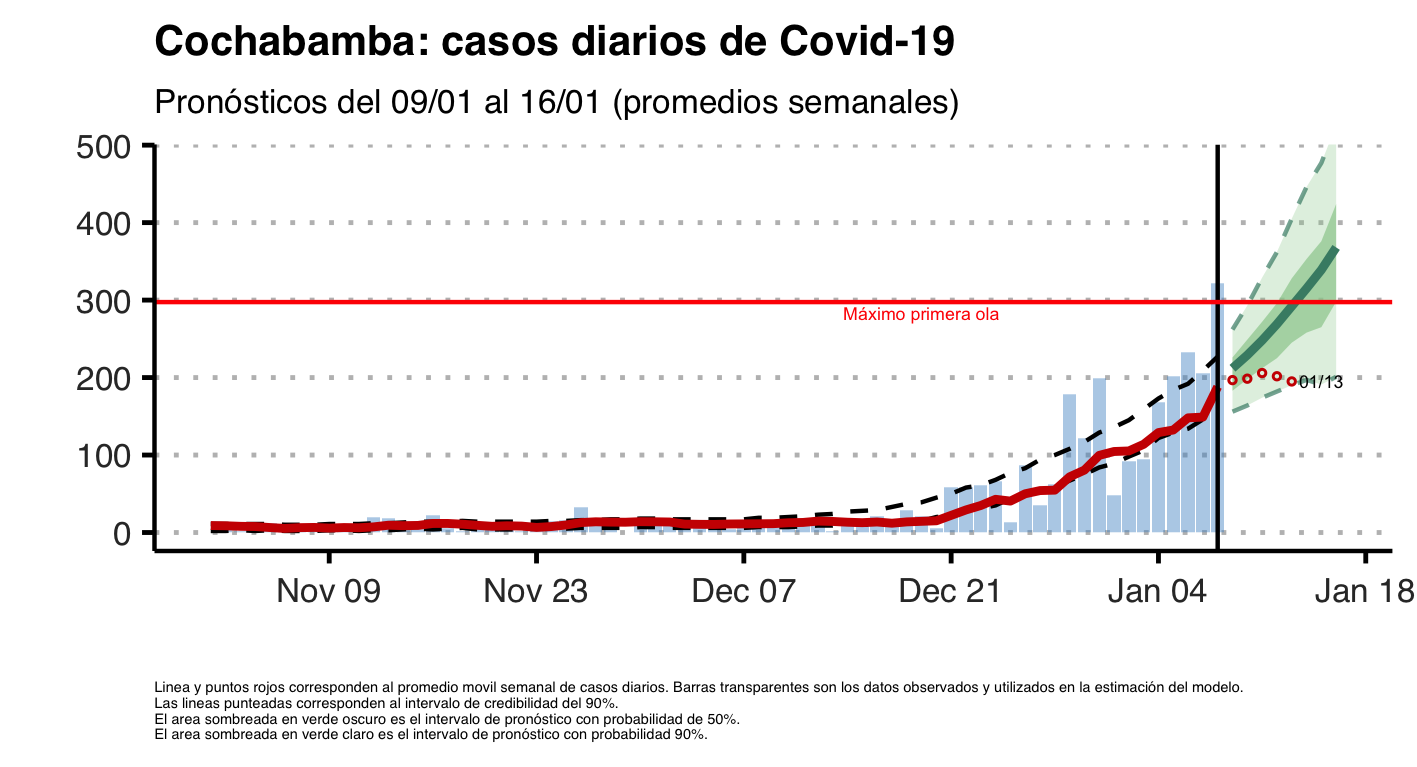 Cochabamba: casos diarios de Covid-19
Pronósticos del 09/01 al 16/01 (promedios semanales)
500
400
300
Máximo primera ola
200
01/13
100
0
Nov 09
Nov 23
Dec 07
Dec 21
Jan 04
Jan 18
Linea y puntos rojos corresponden al promedio movil semanal de casos diarios. Barras transparentes son los datos observados y utilizados en la estimación del modelo.
Las lineas punteadas corresponden al intervalo de credibilidad del 90%.
El area sombreada en verde oscuro es el intervalo de pronóstico con probabilidad de 50%.
El area sombreada en verde claro es el intervalo de pronóstico con probabilidad 90%.